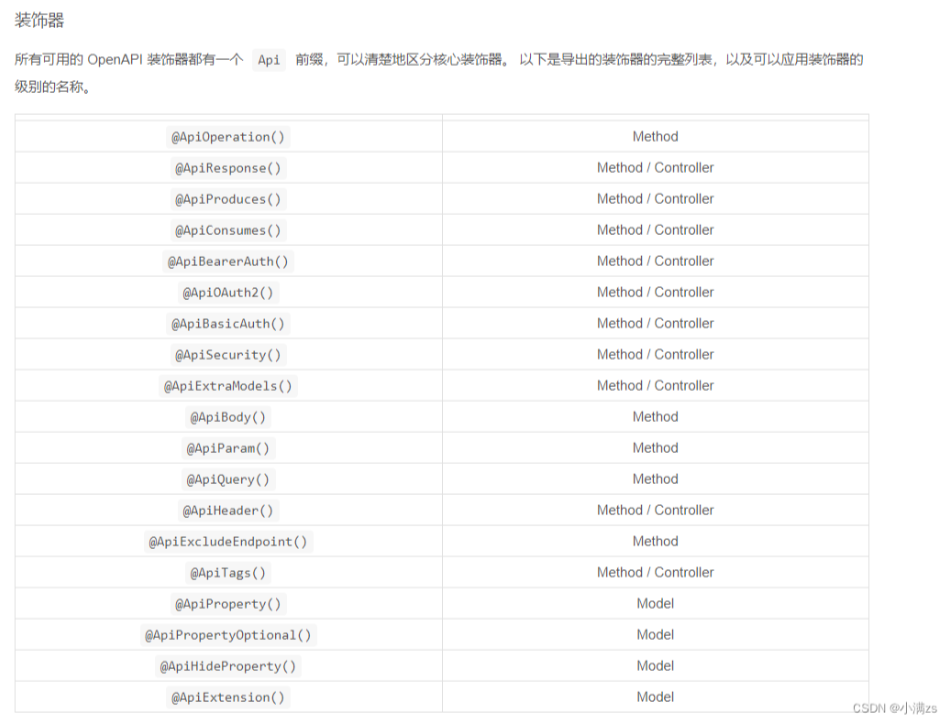 装饰器
所有可用的 OpenAPI 装饰器都有一个 Api 前缀，可以清楚地区分核心装饰器。 以下是导出的装饰器的完整列表，以及可以应用装饰器的
级别的名称。
@ApiOperation() Method
@ApiResponse() Method / Controller
@ApiProduces() Method / Controller
@ApiConsumes() Method / Controller
@ApiBearerAuth() Method / Controller
@ApiOAuth2() Method / Controller
@ApiBasicAuth() Method / Controller
@ApiSecurity() Method / Controller
@ApiExtraModels() Method / Controller
@ApiBody() Method
@ApiParam() Method
@ApiQuery() Method
@ApiHeader() Method / Controller
@ApiExcludeEndpoint() Method
@ApiTags() Method / Controller
@ApiProperty() Model
@ApiPropertyOptional() Model
@ApiHideProperty() Model
@ApiExtension() Model
CSDN @小满zs